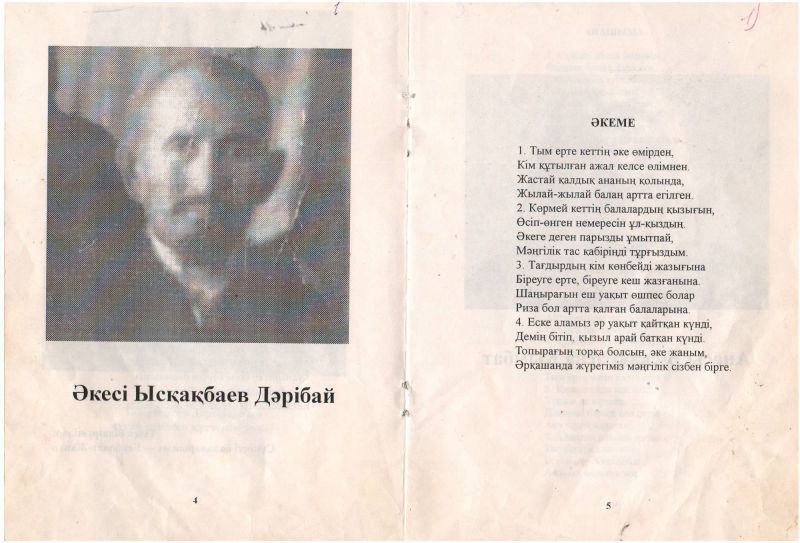 Әкесі Ысқақбаев Дәрібай
4
ӘКЕМЕ
1. Тым ерте кеттің әке өмірден,
Кім құтылған ажал келсе өлімнен.
Жастай қалдық ананың қолында,
Жылай-жылай балаң артта егілген.
2. Көрмей кеттің балалардың қызығын,
Өсіп-өнген немересін ұл-қыздың.
Әкеге деген парызды ұмытпай,
Мәңгілік тас қабіріңді тұрғыздым.
3. Тағдырдың кім көнбейді жазығына
Біреуге ерте, біреуге кеш жазғанына.
Шаңырағың еш уақыт өшпес болар
Риза бол артта қалған балаларына.
4. Еске аламыз әр уақыт қайтқан күнді,
Демің бітіп, қызыл арай батқан күнді.
Топырағың торқа болсын, әке жаным,
Әрқашанда жүрегіміз мәңгілік сізбен бірге.
5